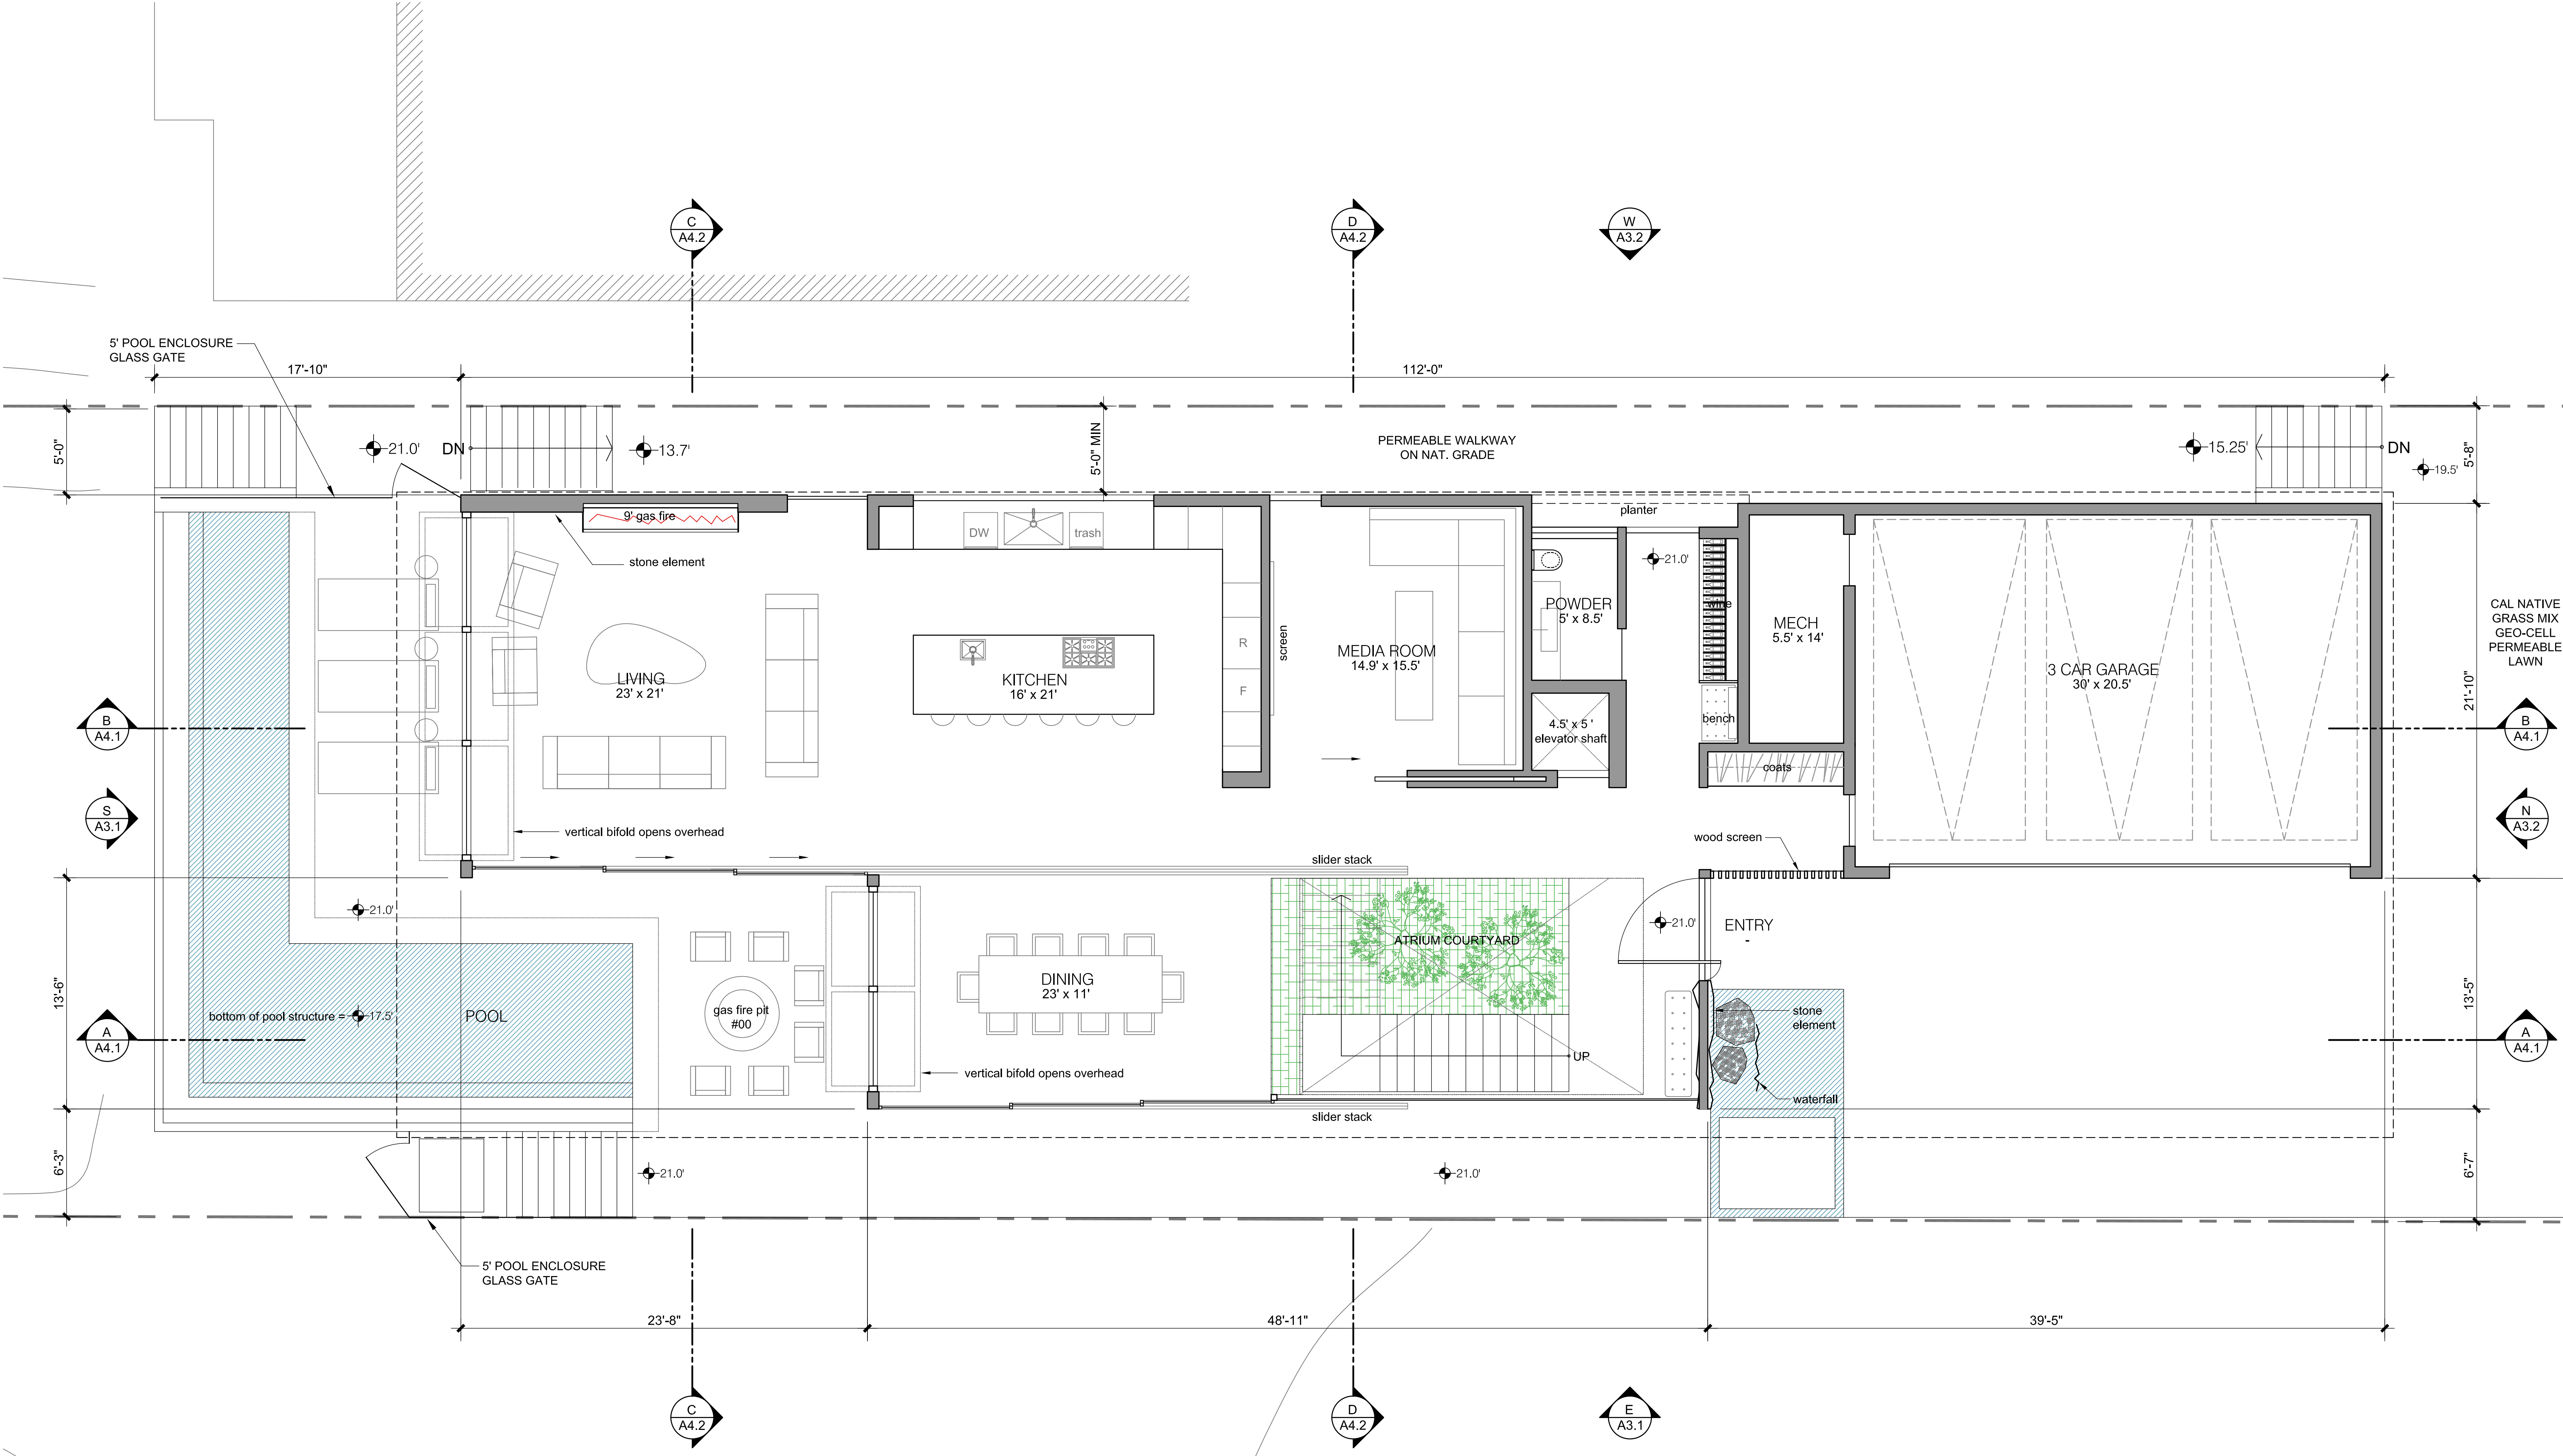 C
A4.2
D
A4.2
W
A3.2
5' POOL ENCLOSURE
GLASS GATE
17'-10"
112'-0"
5'-0"
21.0'
DN
13.7'
5'-0" MIN
PERMEABLE WALKWAY
ON NAT. GRADE
15.25'
DN
19.5'
5'-8"
9' gas fire
stone element
DW
trash
planter
21.0'
POWDER
5' x 8.5'
wine
MECH
5.5' x 14'
CAL NATIVE
GRASS MIX
GEO-CELL
PERMEABLE
LAWN
R
F
screen
MEDIA ROOM
14.9' x 15.5'
LIVING
23' x 21'
KITCHEN
16' x 21'
3 CAR GARAGE
30' x 20.5'
21'-10"
B
A4.1
4.5' x 5 '
elevator shaft
bench
B
A4.1
coats
S
A3.1
vertical bifold opens overhead
wood screen
N
A3.2
slider stack
21.0'
21.0'
ENTRY
-
ATRIUM COURTYARD
DINING
23' x 11'
13'-6"
13'-5"
bottom of pool structure =
17.5'
POOL
gas fire pit
#00
stone
element
A
A4.1
A
A4.1
UP
vertical bifold opens overhead
waterfall
slider stack
6'-3"
21.0'
21.0'
6'-7"
5' POOL ENCLOSURE
GLASS GATE
23'-8"
48'-11"
39'-5"
C
A4.2
D
A4.2
E
A3.1